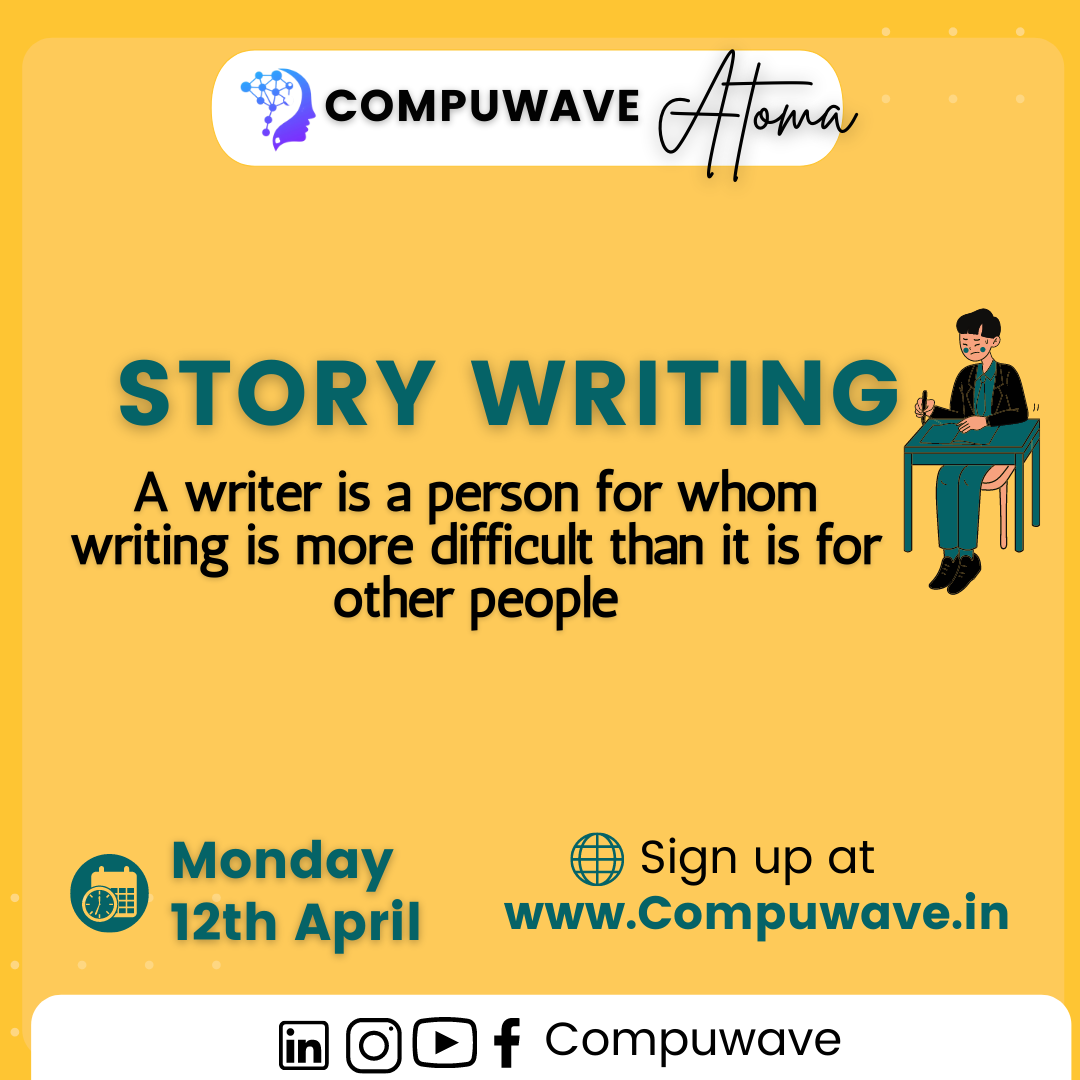 COMPUWAVE Atoma
STORY WRITING
A writer is a person for whom
writing is more difficult than it is for
other people
Monday
12th April
Sign up at
www.Compuwave.in
in f Compuwave